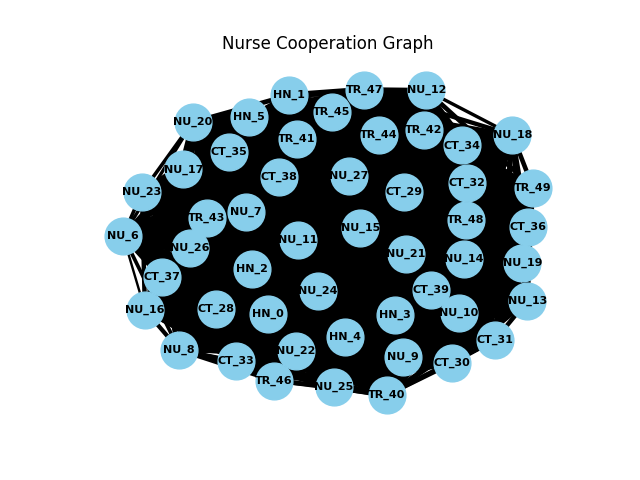 Nurse Cooperation Graph
TR_47
NU_12
HN_1
TR_45
HN_5
NU_20
TR_42
TR_44
NU_18
TR_41
CT_34
CT_35
NU_17
NU_27
CT_38
CT_32
TR_49
NU_23
CT_29
NU_7
TR_43
TR_48
CT_36
NU_15
NU_6
NU_11
NU_26
NU_21
NU_14
NU_19
HN_2
CT_37
CT_39
NU_24
NU_13
CT_28
NU_16
HN_0
HN_3
NU_10
HN_4
CT_31
NU_8
NU_22
NU_9
CT_33
CT_30
TR_46
NU_25
TR_40